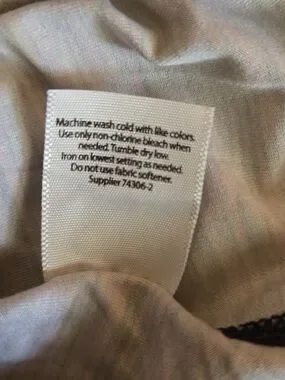 Machine wash cold with like colors.
Use only non-chlorine bleach when
needed. Tumble dry low.
Iron on lowest setting as needed.
Do not use fabric softener.
Supplier 74306-2